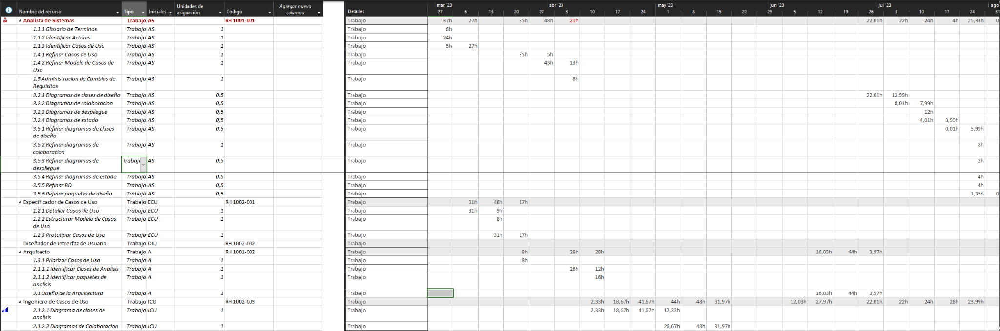 mar '23 abr '23 may '23 jun '23 jul '23 ago
Nombre del recurso Tipo Iniciales Unidades de asignación Código Agregar nueva columna Detalles 27 6 13 20 27 3 10 17 24 1 8 15 22 29 5 12 19 26 3 10 17 24 31
Analista de Sistemas Trabajo AS RH 1001-001 Trabajo 37h 27h 35h 48h 21h 22,01h 22h 24h 4h 25,33h 0
1.1.1 Glosario de Terminos Trabajo AS 1 Trabajo 8h
1.1.2 Identificar Actores Trabajo AS 1 Trabajo 24h
1.1.3 Identificar Casos de Uso Trabajo AS 1 Trabajo 5h 27h
1.4.1 Refinar Casos de Uso Trabajo AS 1 Trabajo 35h 5h
1.4.2 Refinar Modelo de Casos de Trabajo AS 1 Trabajo 43h 13h
Uso
1.5 Administracion de Cambios de Trabajo AS 1 Trabajo 8h
Requisitos
3.2.1 Diagramas de clases de diseño Trabajo AS 0,5 Trabajo 22,01h 13,99h
3.2.2 Diagramas de colaboracion Trabajo AS 0,5 Trabajo 8,01h 7,99h
3.2.3 Diagramas de despliegue Trabajo AS 0,5 Trabajo 12h
3.2.4 Diagramas de estado Trabajo AS 0,5 Trabajo 4,01h 3,99h
3.5.1 Refinar diagramas de clases Trabajo AS 0,5 Trabajo 0,01h 5,99h
de diseño
3.5.2 Refinar diagramas de Trabajo AS 1 Trabajo 8h
colaboracion
3.5.3 Refinar diagramas de Trabajo AS 0,5 Trabajo 2h
despliegue
3.5.4 Refinar diagramas de estado Trabajo AS 0,5 Trabajo 4h
3.5.5 Refinar BD Trabajo AS 0,5 Trabajo 4h
3.5.6 Refinar paquetes de diseño Trabajo AS 0,5 Trabajo 1,35h 0
Especificador de Casos de Uso Trabajo ECU RH 1002-001 Trabajo 31h 48h 17h
1.2.1 Detallar Casos de Uso Trabajo ECU 1 Trabajo 31h 9h
1.2.2 Estructurar Modelo de Casos Trabajo ECU 1 Trabajo 8h
de Uso
1.2.3 Prototipar Casos de Uso Trabajo ECU 1 Trabajo 31h 17h
Diseñador de Intrerfaz de Usuario Trabajo DIU RH 1002-002 Trabajo
Arquitecto Trabajo A RH 1001-002 Trabajo 8h 28h 28h 16,03h 44h 3,97h
1.3.1 Priorizar Casos de Uso Trabajo A 1 Trabajo 8h
2.1.1.1 Identificar Clases de Analisis Trabajo A 1 Trabajo 28h 12h
2.1.1.2 Identificar paquetes de Trabajo A 1 Trabajo 16h
analisis
3.1 Diseño de la Arquitectura Trabajo A 1 Trabajo 16,03h 44h 3,97h
Ingeniero de Casos de Uso Trabajo ICU RH 1002-003 Trabajo 2,33h 18,67h 41,67h 44h 48h 31,97h 12,03h 27,97h 22,01h 22h 24h 28h 23,99h
2.1.2.1 Diagrama de clases de Trabajo ICU 1 Trabajo 2,33h 18,67h 41,67h 17,33h
analisis
2.1.2.2 Diagramas de Colaboracion Trabajo ICU 1 Trabajo 26,67h 48h 31,97h